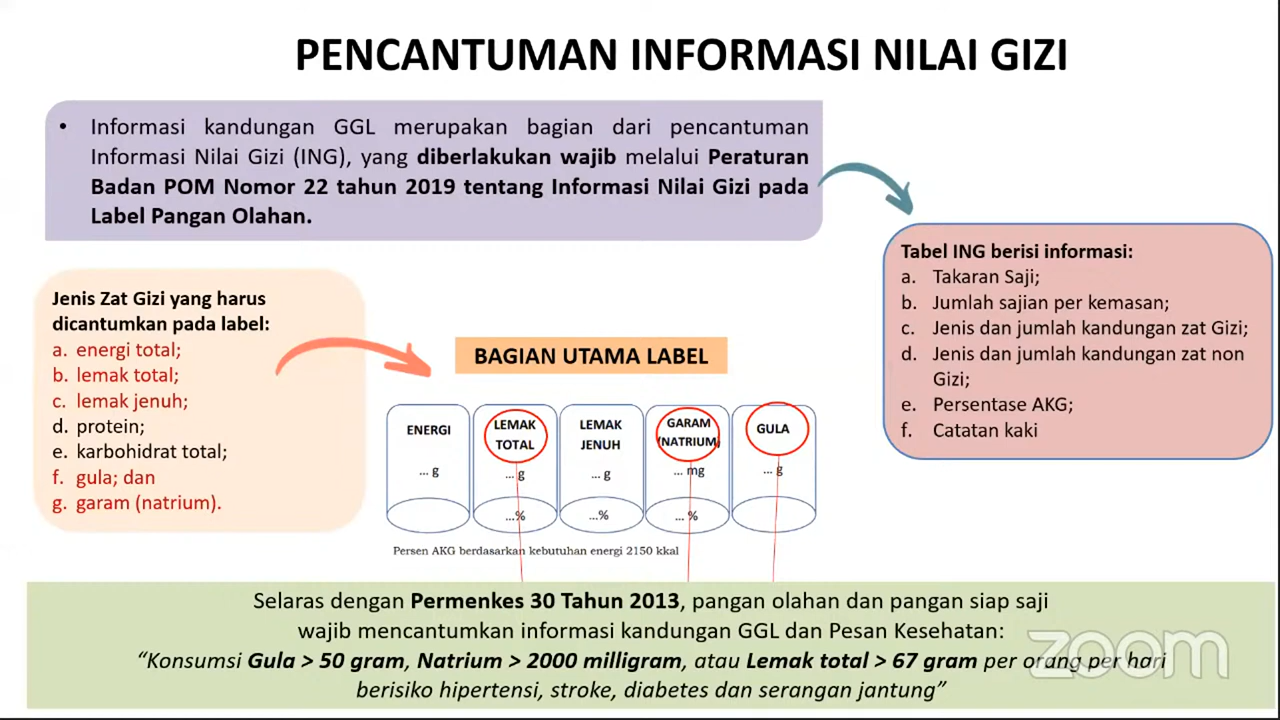 PENCANTUMAN INFORMASI NILAI GIZI
• Informasi kandungan GGL merupakan bagian dari pencantuman
Informasi Nilai Gizi (ING), yang diberlakukan wajib melalui Peraturan
Badan POM Nomor 22 tahun 2019 tentang Informasi Nilai Gizi pada
Label Pangan Olahan.
Tabel ING berisi informasi:
a. Takaran Saji;
b. Jumlah sajian per kemasan;
c. Jenis dan jumlah kandungan zat Gizi;
d. Jenis dan jumlah kandungan zat non
Gizi;
e. Persentase AKG;
f. Catatan kaki
Jenis Zat Gizi yang harus
dicantumkan pada label:
a. energi total;
b. lemak total;
c. lemak jenuh;
d. protein;
e. karbohidrat total;
f. gula; dan
g. garam (natrium).
BAGIAN UTAMA LABEL
ENERGI
... g
LEMAK
TOTAL
... g
...%
LEMAK
JENUH
... g
...%
GARAM
(NATRIUM)
... mg
... %
GULA
... g
Persen AKG berdasarkan kebutuhan energi 2150 kkal
Selaras dengan Permenkes 30 Tahun 2013, pangan olahan dan pangan siap saji
wajib mencantumkan informasi kandungan GGL dan Pesan Kesehatan:
“Konsumsi Gula > 50 gram, Natrium > 2000 milligram, atau Lemak total > 67 gram per orang per hari
berisiko hipertensi, stroke, diabetes dan serangan jantung”
zoom